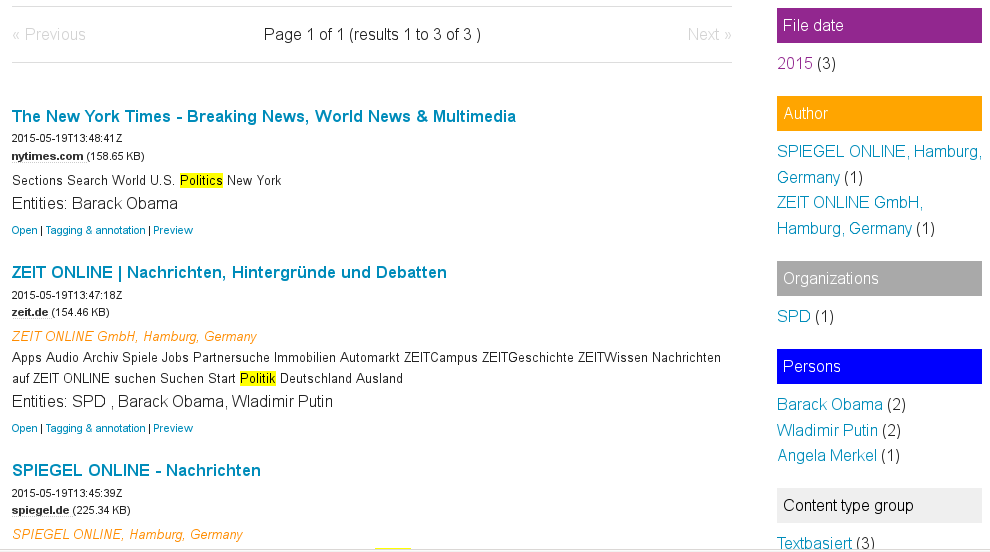 « Previous
Page 1 of 1 (results 1 to 3 of 3 )
Next »
The New York Times - Breaking News, World News & Multimedia
2015-05-19T13:48:41Z
nytimes.com (158.65 KB)
Sections Search World U.S. Politics New York
Entities: Barack Obama
Open | Tagging & annotation | Preview
ZEIT ONLINE | Nachrichten, Hintergründe und Debatten
2015-05-19T13:47:18Z
zeit.de (154.46 KB)
ZEIT ONLINE GmbH, Hamburg, Germany
Apps Audio Archiv Spiele Jobs Partnersuche Immobilien Automarkt ZEITCampus ZEITGeschichte ZEITWissen Nachrichten
auf ZEIT ONLINE suchen Suchen Start Politik Deutschland Ausland
Entities: SPD , Barack Obama, Wladimir Putin
Open | Tagging & annotation | Preview
SPIEGEL ONLINE - Nachrichten
2015-05-19T13:45:39Z
spiegel.de (225.34 KB)
SPIEGEL ONLINE, Hamburg, Germany
File date
2015 (3)
Author
SPIEGEL ONLINE, Hamburg,
Germany (1)
ZEIT ONLINE GmbH,
Hamburg, Germany (1)
Organizations
SPD (1)
Persons
Barack Obama (2)
Wladimir Putin (2)
Angela Merkel (1)
Content type group
Textbasiert (3)